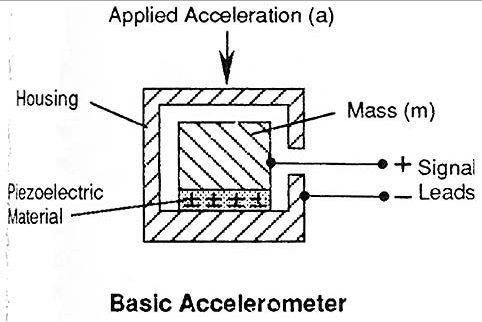 Applied Acceleration (a)
Housing
Mass (m)
+ Signal
− Leads
Piezoelectric
Material
± ± ± ±
Basic Accelerometer